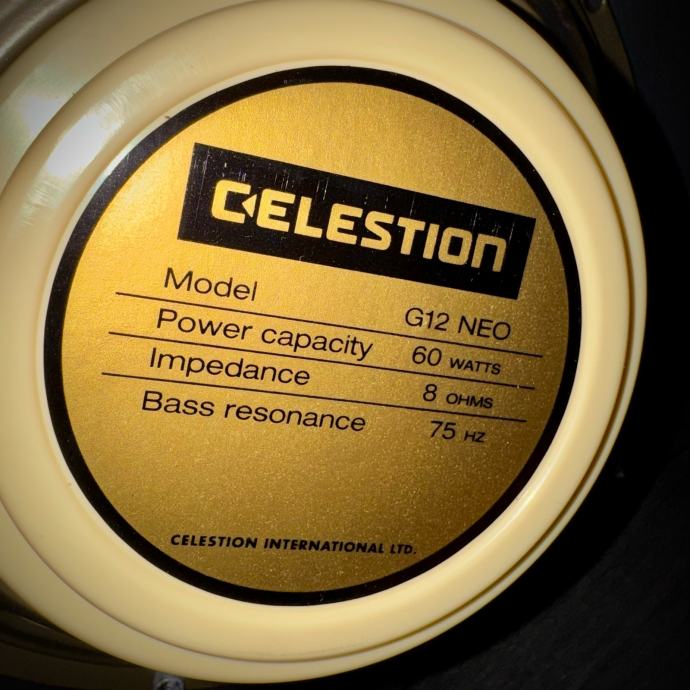 CELESTION
Model G12 NEO
Power capacity 60 WATTS
Impedance 8 OHMS
Bass resonance 75 HZ
CELESTION INTERNATIONAL LTD.